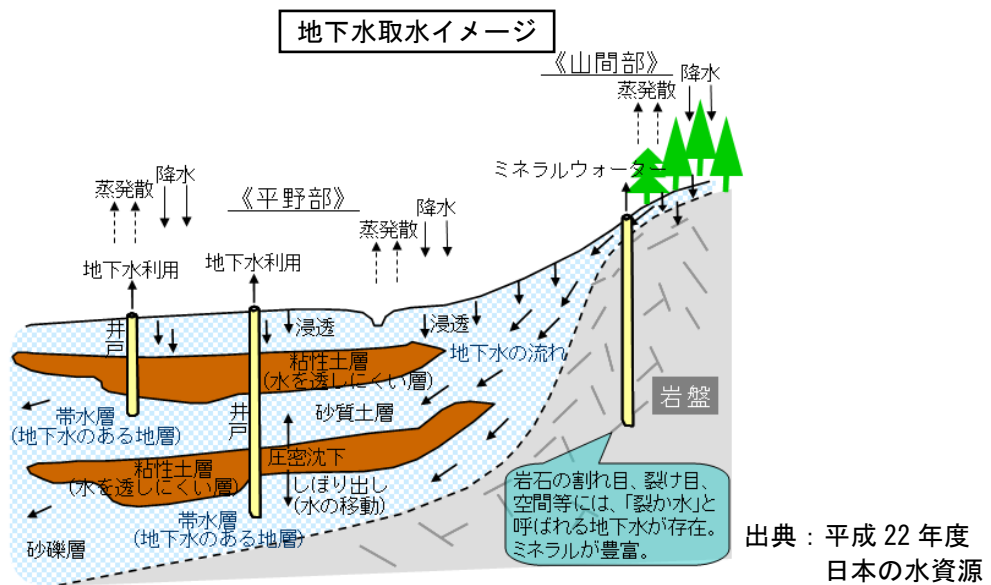 地下水取水イメージ
《山間部》
降水
蒸発散
ミネラルウォーター
降水
蒸発散
《平野部》
降水
蒸発散
地下水利用
地下水利用
井戸
浸透
浸透
粘性土層
(水を透しにくい層)
地下水の流れ
岩盤
帯水層
(地下水のある地層)
井戸
砂質土層
粘性土層
(水を透しにくい層)
圧密沈下
しぼり出し
(水の移動)
帯水層
(地下水のある地層)
砂礫層
岩石の割れ目、裂け目、
空間等には、「裂か水」と
呼ばれる地下水が存在。
ミネラルが豊富。
出典：平成 22 年度
日本の水資源